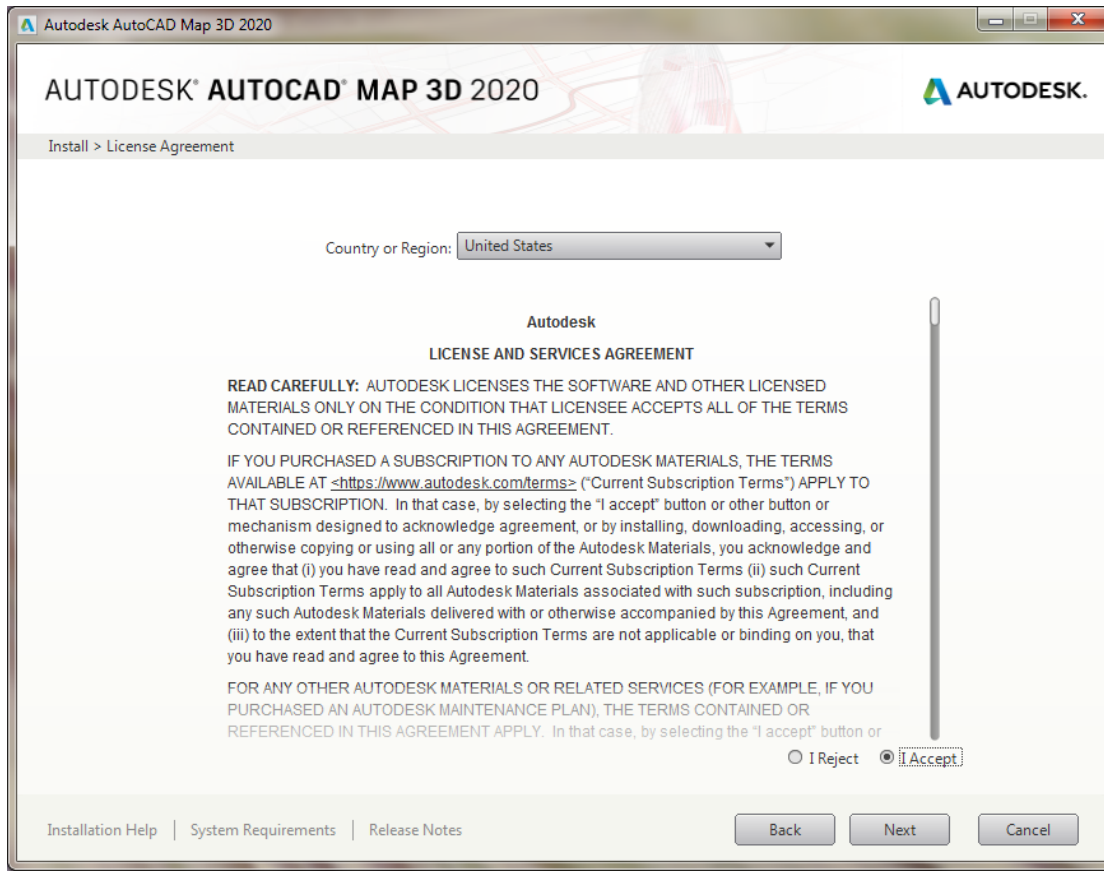 Autodesk AutoCAD Map 3D 2020
AUTODESK® AUTOCAD® MAP 3D 2020
AUTODESK.
Install > License Agreement
Country or Region: United States
Autodesk
LICENSE AND SERVICES AGREEMENT
READ CAREFULLY: AUTODESK LICENSES THE SOFTWARE AND OTHER LICENSED
MATERIALS ONLY ON THE CONDITION THAT LICENSEE ACCEPTS ALL OF THE TERMS
CONTAINED OR REFERENCED IN THIS AGREEMENT.
IF YOU PURCHASED A SUBSCRIPTION TO ANY AUTODESK MATERIALS, THE TERMS
AVAILABLE AT <https://www.autodesk.com/terms> (“Current Subscription Terms”) APPLY TO
THAT SUBSCRIPTION. In that case, by selecting the “I accept” button or other button or
mechanism designed to acknowledge agreement, or by installing, downloading, accessing, or
otherwise copying or using all or any portion of the Autodesk Materials, you acknowledge and
agree that (i) you have read and agree to such Current Subscription Terms (ii) such Current
Subscription Terms apply to all Autodesk Materials associated with such subscription, including
any such Autodesk Materials delivered with or otherwise accompanied by this Agreement, and
(iii) to the extent that the Current Subscription Terms are not applicable or binding on you, that
you have read and agree to this Agreement.
FOR ANY OTHER AUTODESK MATERIALS OR RELATED SERVICES (FOR EXAMPLE, IF YOU
PURCHASED AN AUTODESK MAINTENANCE PLAN), THE TERMS CONTAINED OR
REFERENCED IN THIS AGREEMENT APPLY. In that case, by selecting the “I accept” button or
I Reject I Accept
Installation Help | System Requirements | Release Notes Back Next Cancel